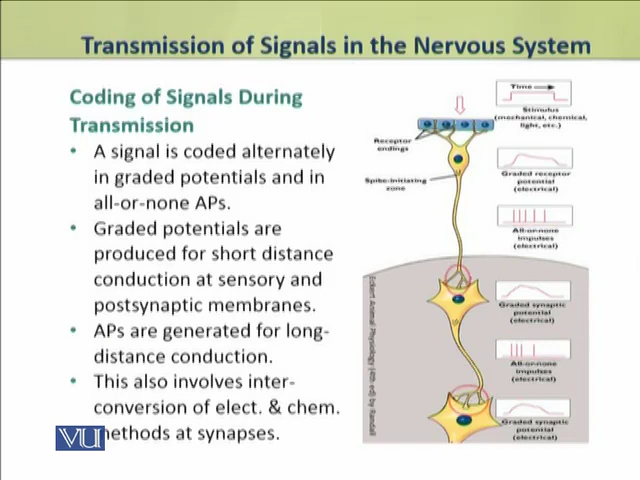 Transmission of Signals in the Nervous System
Coding of Signals During
Transmission
• A signal is coded alternately
in graded potentials and in
all-or-none APs.
• Graded potentials are
produced for short distance
conduction at sensory and
postsynaptic membranes.
• APs are generated for long-
distance conduction.
• This also involves inter-
conversion of elect. & chem.
methods at synapses.
VU
Time
Stimulus
(mechanical, chemical,
light, etc.)
Receptor
endings
Spike-initiating
zone
Graded receptor
potential
(electrical)
All-or-none
impulses
(electrical)
Graded synaptic
potential
(electrical)
All-or-none
impulses
(electrical)
Graded synaptic
potential
(electrical)
Eckert Animal Physiology (4th ed) by Randall